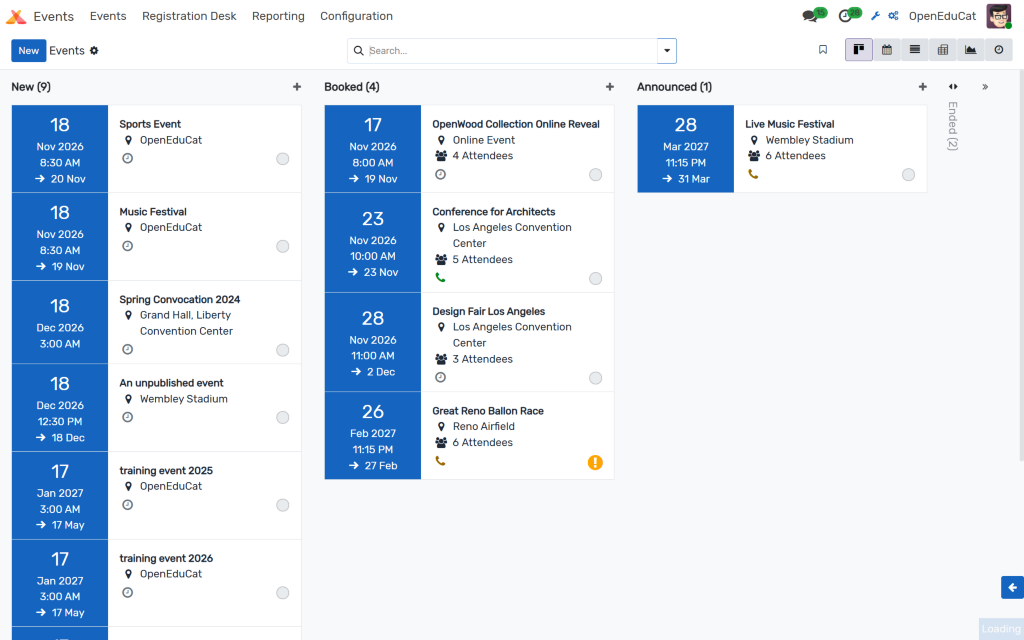 Events Events Registration Desk Reporting Configuration 15 28 OpenEduCat
New Events Search...
New (9)
18
Nov 2026
8:30 AM
→ 20 Nov
Sports Event
OpenEduCat
18
Nov 2026
8:30 AM
→ 19 Nov
Music Festival
OpenEduCat
18
Dec 2026
3:00 AM
Spring Convocation 2024
Grand Hall, Liberty
Convention Center
18
Dec 2026
12:30 PM
→ 18 Dec
An unpublished event
Wembley Stadium
17
Jan 2027
3:00 AM
→ 17 May
training event 2025
OpenEduCat
17
Jan 2027
3:00 AM
→ 17 May
training event 2026
OpenEduCat
Booked (4)
17
Nov 2026
8:00 AM
→ 19 Nov
OpenWood Collection Online Reveal
Online Event
4 Attendees
23
Nov 2026
10:00 AM
→ 23 Nov
Conference for Architects
Los Angeles Convention
Center
5 Attendees
28
Nov 2026
11:00 AM
→ 2 Dec
Design Fair Los Angeles
Los Angeles Convention
Center
3 Attendees
26
Feb 2027
11:15 PM
→ 27 Feb
Great Reno Ballon Race
Reno Airfield
6 Attendees
Announced (1)
28
Mar 2027
11:15 PM
→ 31 Mar
Live Music Festival
Wembley Stadium
6 Attendees
Ended (2)
Loading